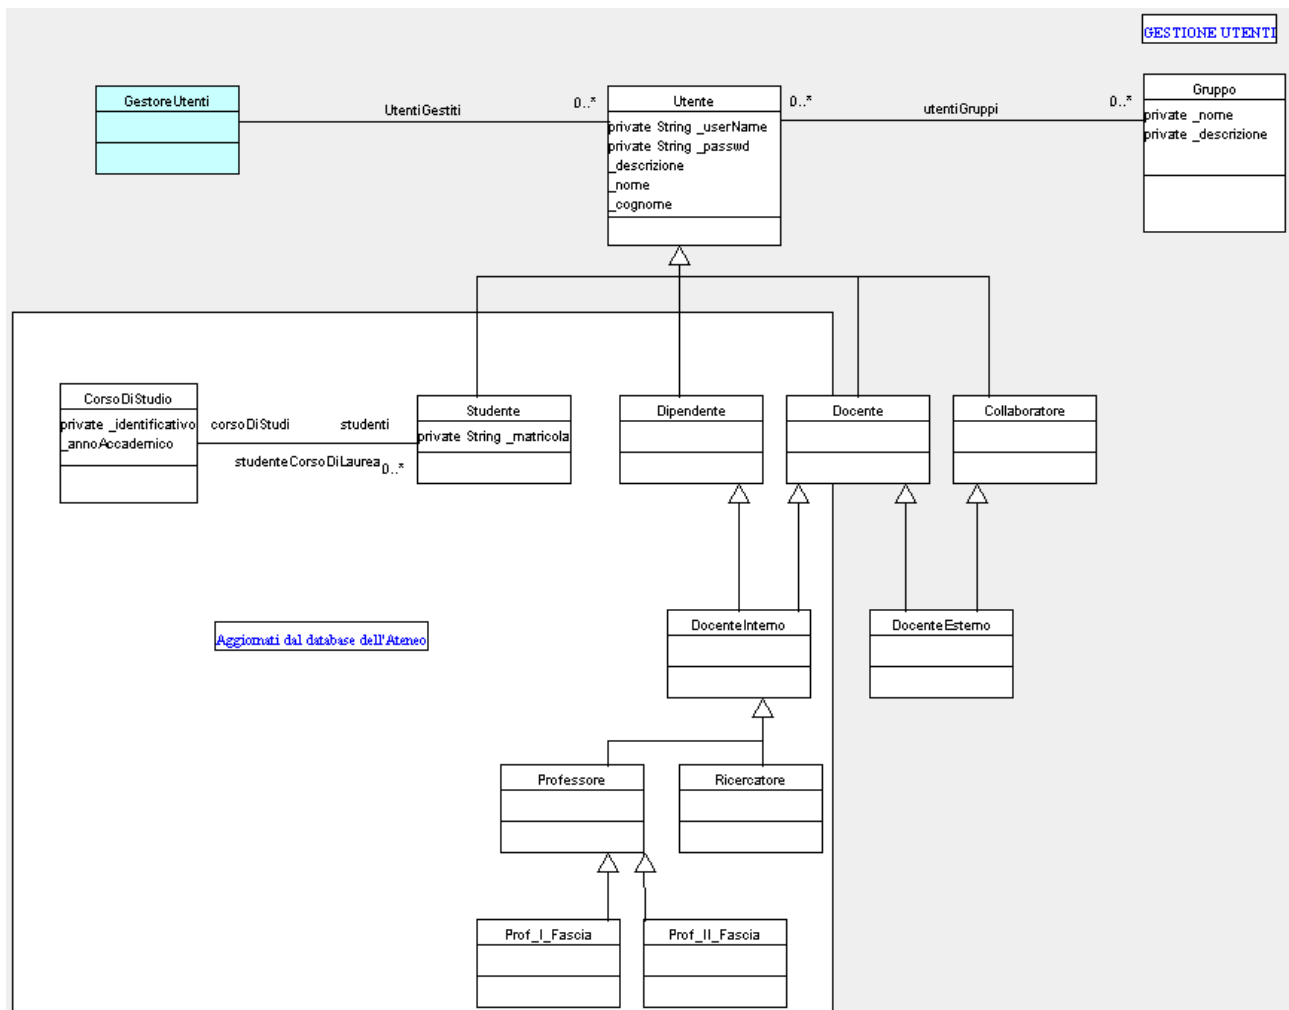 GESTIONE UTENTI
GestoreUtenti
UtentiGestiti
0..*
Utente
private String _userName
private String _passwd
_descrizione
_nome
_cognome
0..*
utentiGruppi
0..*
Gruppo
private _nome
private _descrizione
CorsoDiStudio
private _identificativo
_annoAccademico
corsoDiStudi
studenti
studenteCorsoDiLaurea
0..*
Studente
private String _matricola
Dipendente
Docente
Collaboratore
Aggiornati dal database dell'Ateneo
DocenteInterno
DocenteEsterno
Professore
Ricercatore
Prof_I_Fascia
Prof_II_Fascia